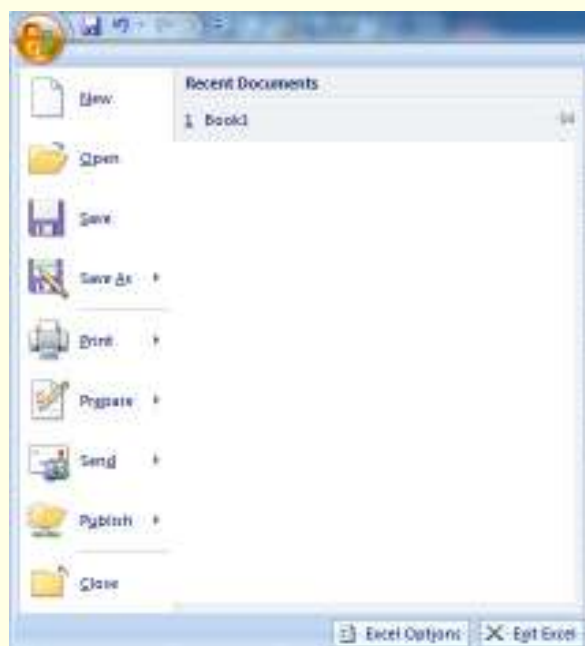 New
Recent Documents
1 Book1
Open
Save
Save As
Print
Prepare
Send
Publish
Close
Excel Options
Exit Excel